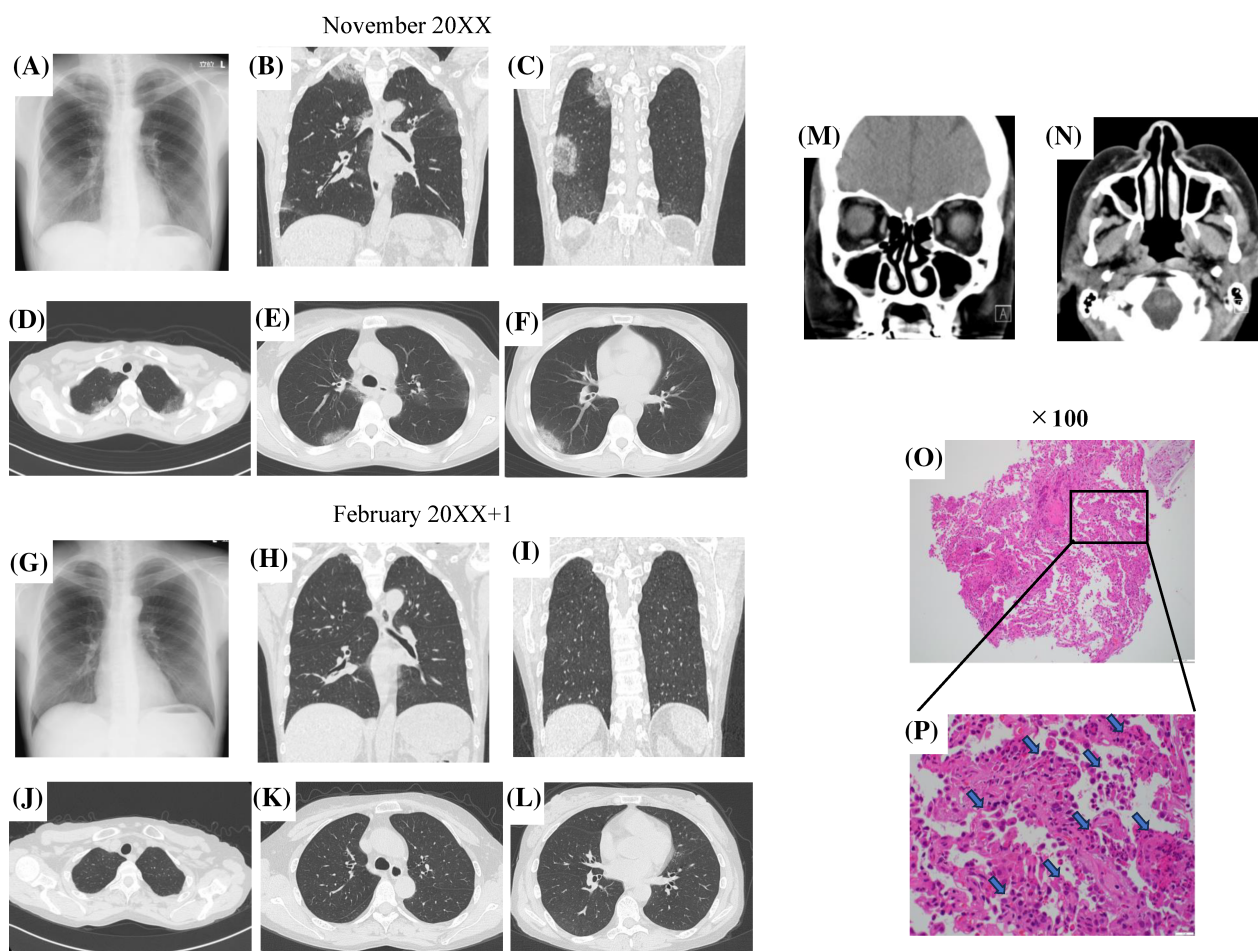 November 20XX
(A)
(B)
(C)
L
(D)
(E)
(F)
February 20XX+1
(G)
(H)
(I)
(J)
(K)
(L)
(M)
(N)
A
× 100
(O)
(P)